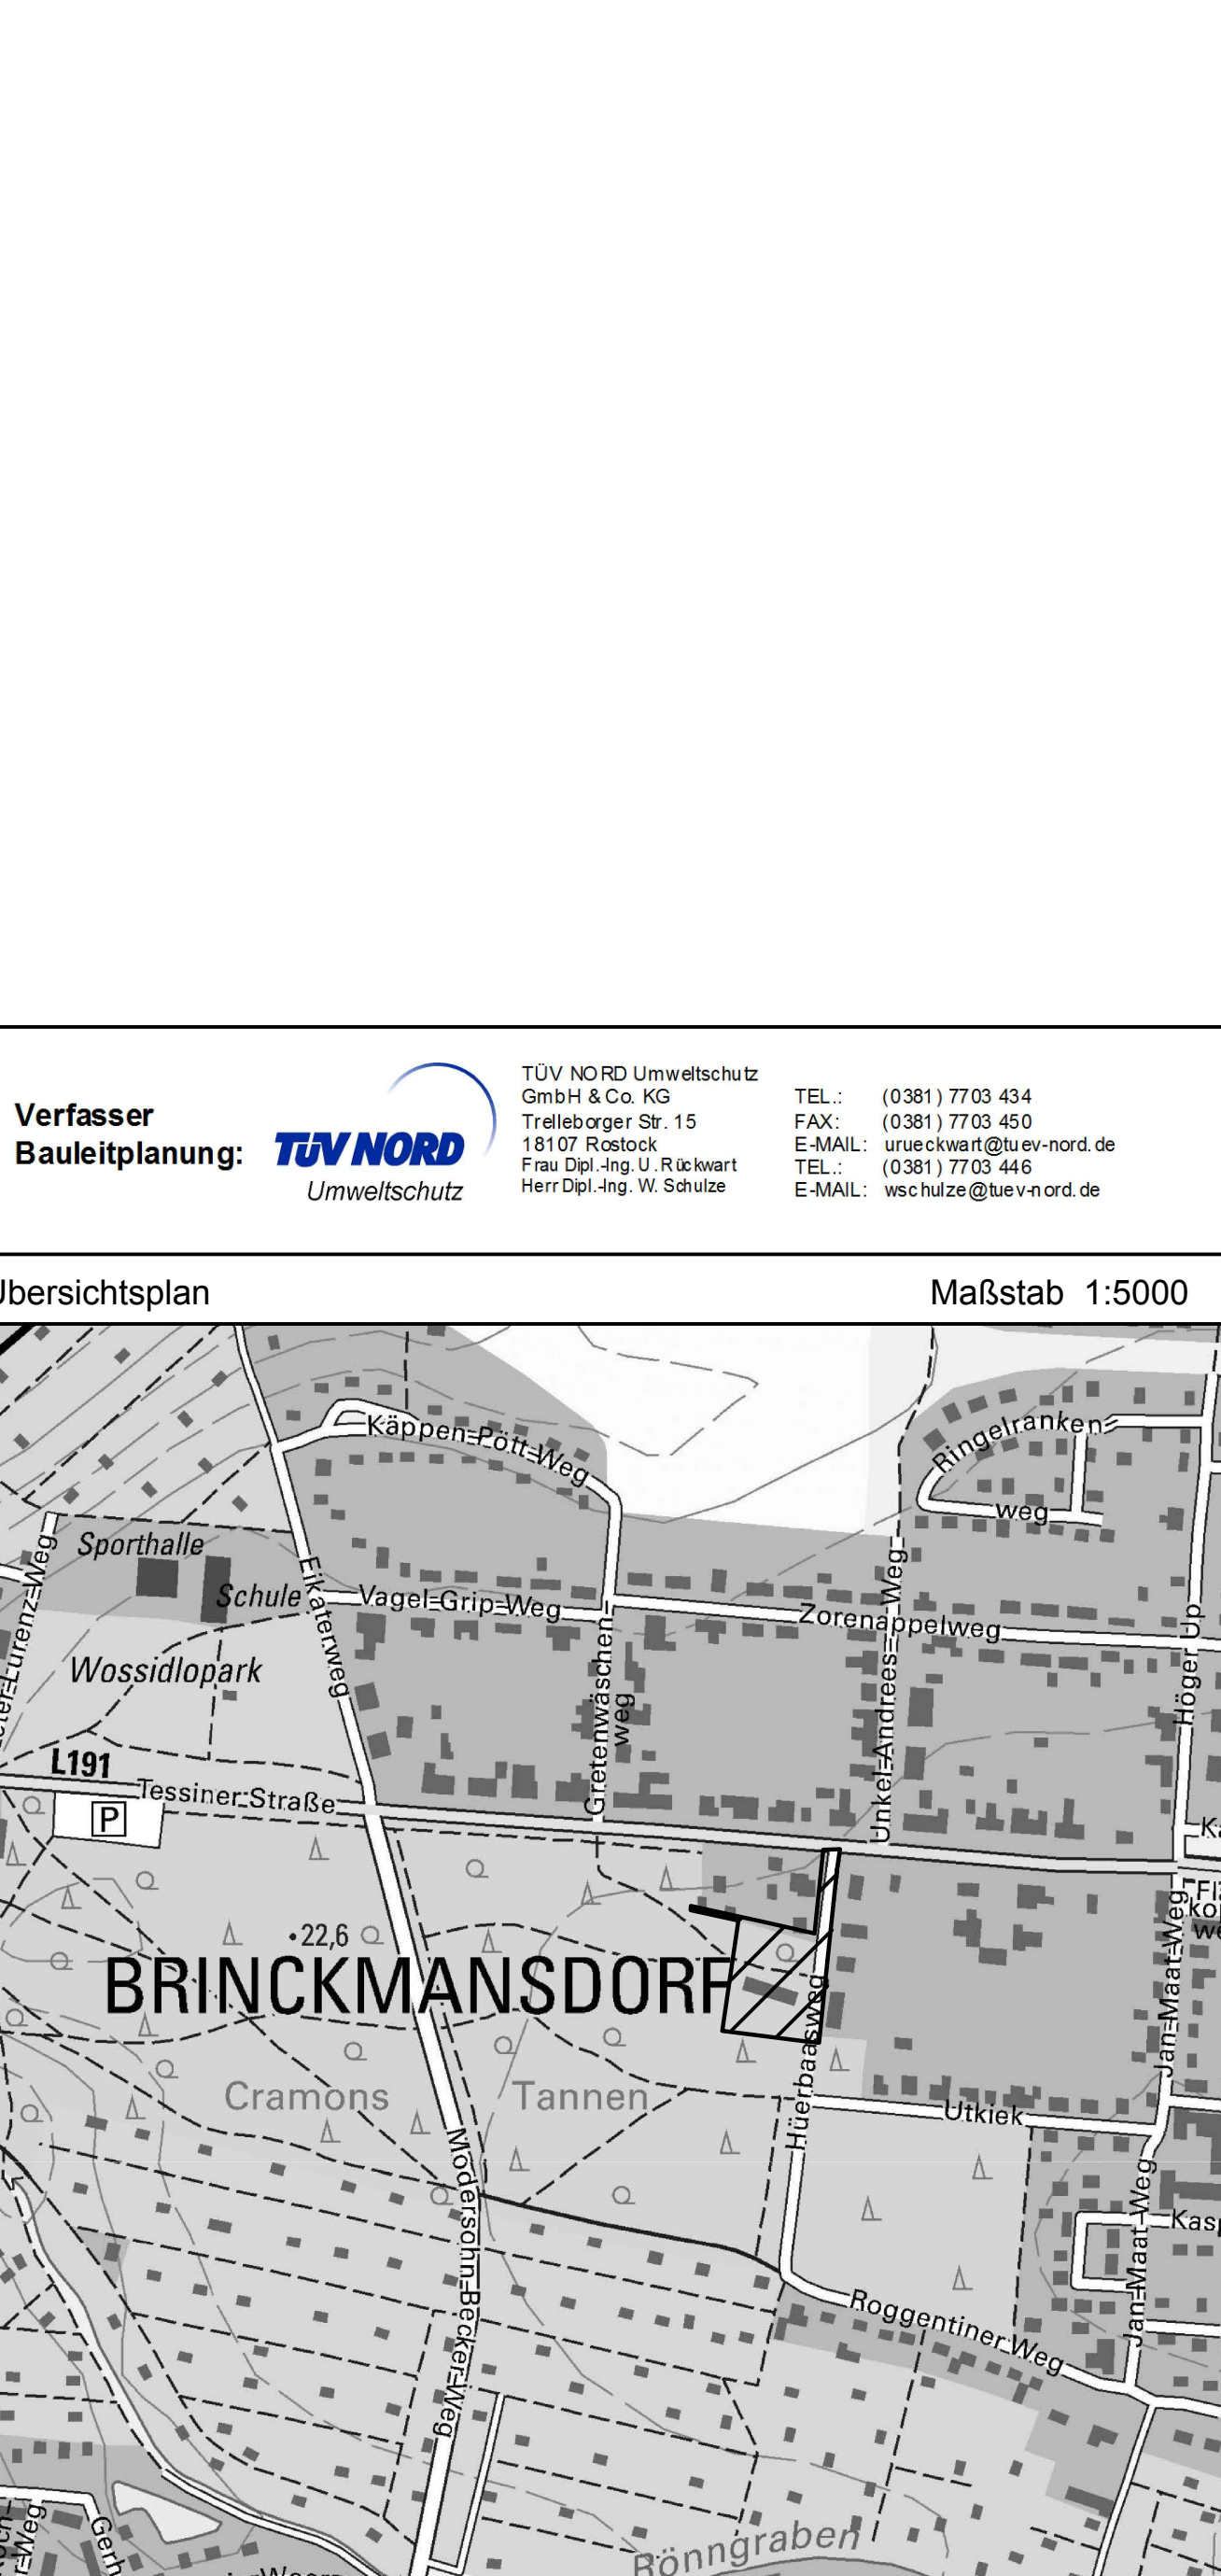 Verfasser
Bauleitplanung:
TÜV NORD
Umweltschutz
TÜV NORD Umweltschutz
GmbH & Co. KG
Trelleborger Str. 15
18107 Rostock
Frau Dipl.-Ing. U. Rückwart
Herr Dipl.-Ing. W. Schulze
TEL.: (0381) 7703 434
FAX: (0381) 7703 450
E-MAIL: urueckwart@tuev-nord.de
TEL.: (0381) 7703 446
E-MAIL: wschulze@tuev-nord.de
Übersichtsplan
Maßstab 1:5000
Käppen-Pött-Weg
Ringelranken-
weg
Sporthalle
Schule
Eikaterweg
Vagel-Grip-Weg
Zorenappelweg
Wossidlopark
Gretenwäschen-
weg
Unkel-Andrees-Weg
Höger Up
L191
Tessiner Straße
P
22,6
BRINCKMANSDORF
Hüerbaasweg
Jan-Maat-Weg
Cramons Tannen
Utkiek
Modersohn-Becker-Weg
Jan-Maat-Weg
Roggentiner Weg
Rönngraben